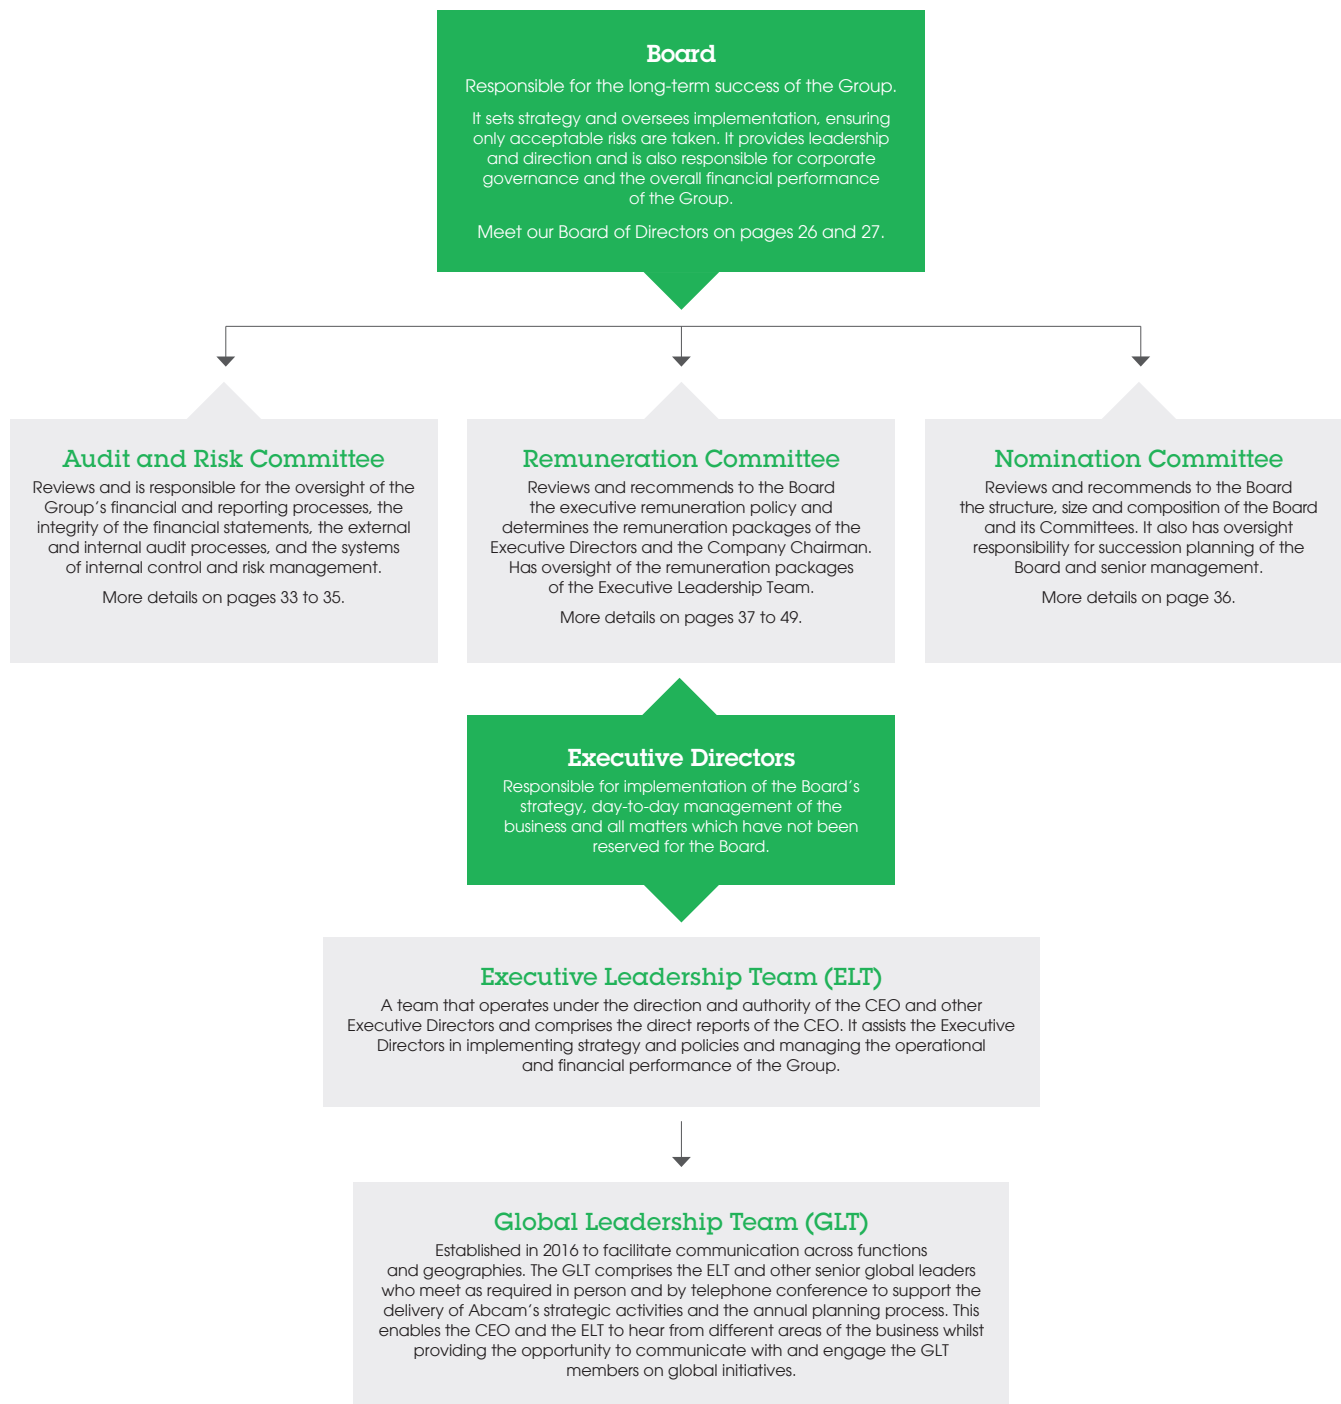 Board
Responsible for the long-term success of the Group.
It sets strategy and oversees implementation, ensuring
only acceptable risks are taken. It provides leadership
and direction and is also responsible for corporate
governance and the overall financial performance
of the Group.
Meet our Board of Directors on pages 26 and 27.
Audit and Risk Committee
Reviews and is responsible for the oversight of the
Group's financial and reporting processes, the
integrity of the financial statements, the external
and internal audit processes, and the systems
of internal control and risk management.
More details on pages 33 to 35.
Remuneration Committee
Reviews and recommends to the Board
the executive remuneration policy and
determines the remuneration packages of the
Executive Directors and the Company Chairman.
Has oversight of the remuneration packages
of the Executive Leadership Team.
More details on pages 37 to 49.
Nomination Committee
Reviews and recommends to the Board
the structure, size and composition of the Board
and its Committees. It also has oversight
responsibility for succession planning of the
Board and senior management.
More details on page 36.
Executive Directors
Responsible for implementation of the Board's
strategy, day-to-day management of the
business and all matters which have not been
reserved for the Board.
Executive Leadership Team (ELT)
A team that operates under the direction and authority of the CEO and other
Executive Directors and comprises the direct reports of the CEO. It assists the Executive
Directors in implementing strategy and policies and managing the operational
and financial performance of the Group.
Global Leadership Team (GLT)
Established in 2016 to facilitate communication across functions
and geographies. The GLT comprises the ELT and other senior global leaders
who meet as required in person and by telephone conference to support the
delivery of Abcam's strategic activities and the annual planning process. This
enables the CEO and the ELT to hear from different areas of the business whilst
providing the opportunity to communicate with and engage the GLT
members on global initiatives.